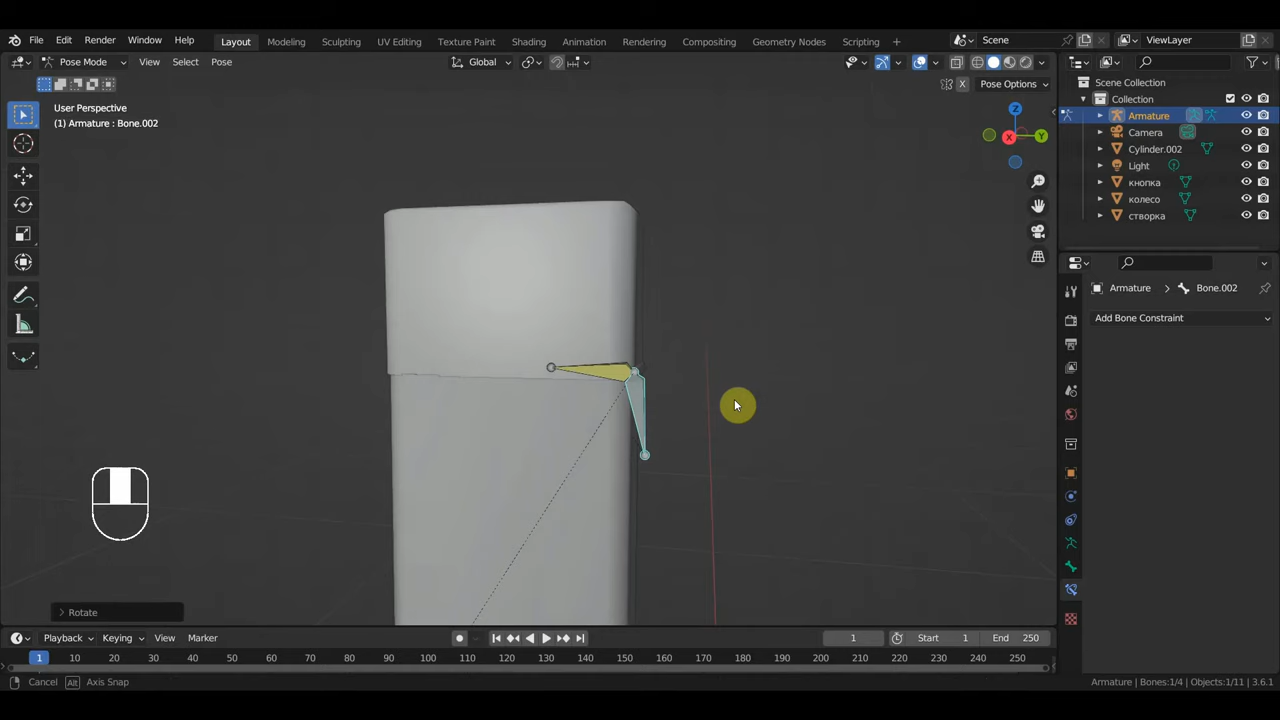 File Edit Render Window Help Layout Modeling Sculpting UV Editing Texture Paint Shading Animation Rendering Compositing Geometry Nodes Scripting + Scene ViewLayer
Pose Mode View Select Pose Global
X Pose Options
User Perspective
(1) Armature : Bone.002
Z
X
Y
Rotate
Scene Collection
Collection
Armature
Camera
Cylinder.002
Light
кнопка
колесо
створка
Armature > Bone.002
Add Bone Constraint
Playback Keying View Marker 1 Start 1 End 250
1 10 20 30 40 50 60 70 80 90 100 110 120 130 140 150 160 170 180 190 200 210 220 230 240 250
Cancel Alt Axis Snap Armature | Bones:1/4 | Objects:1/11 | 3.6.1